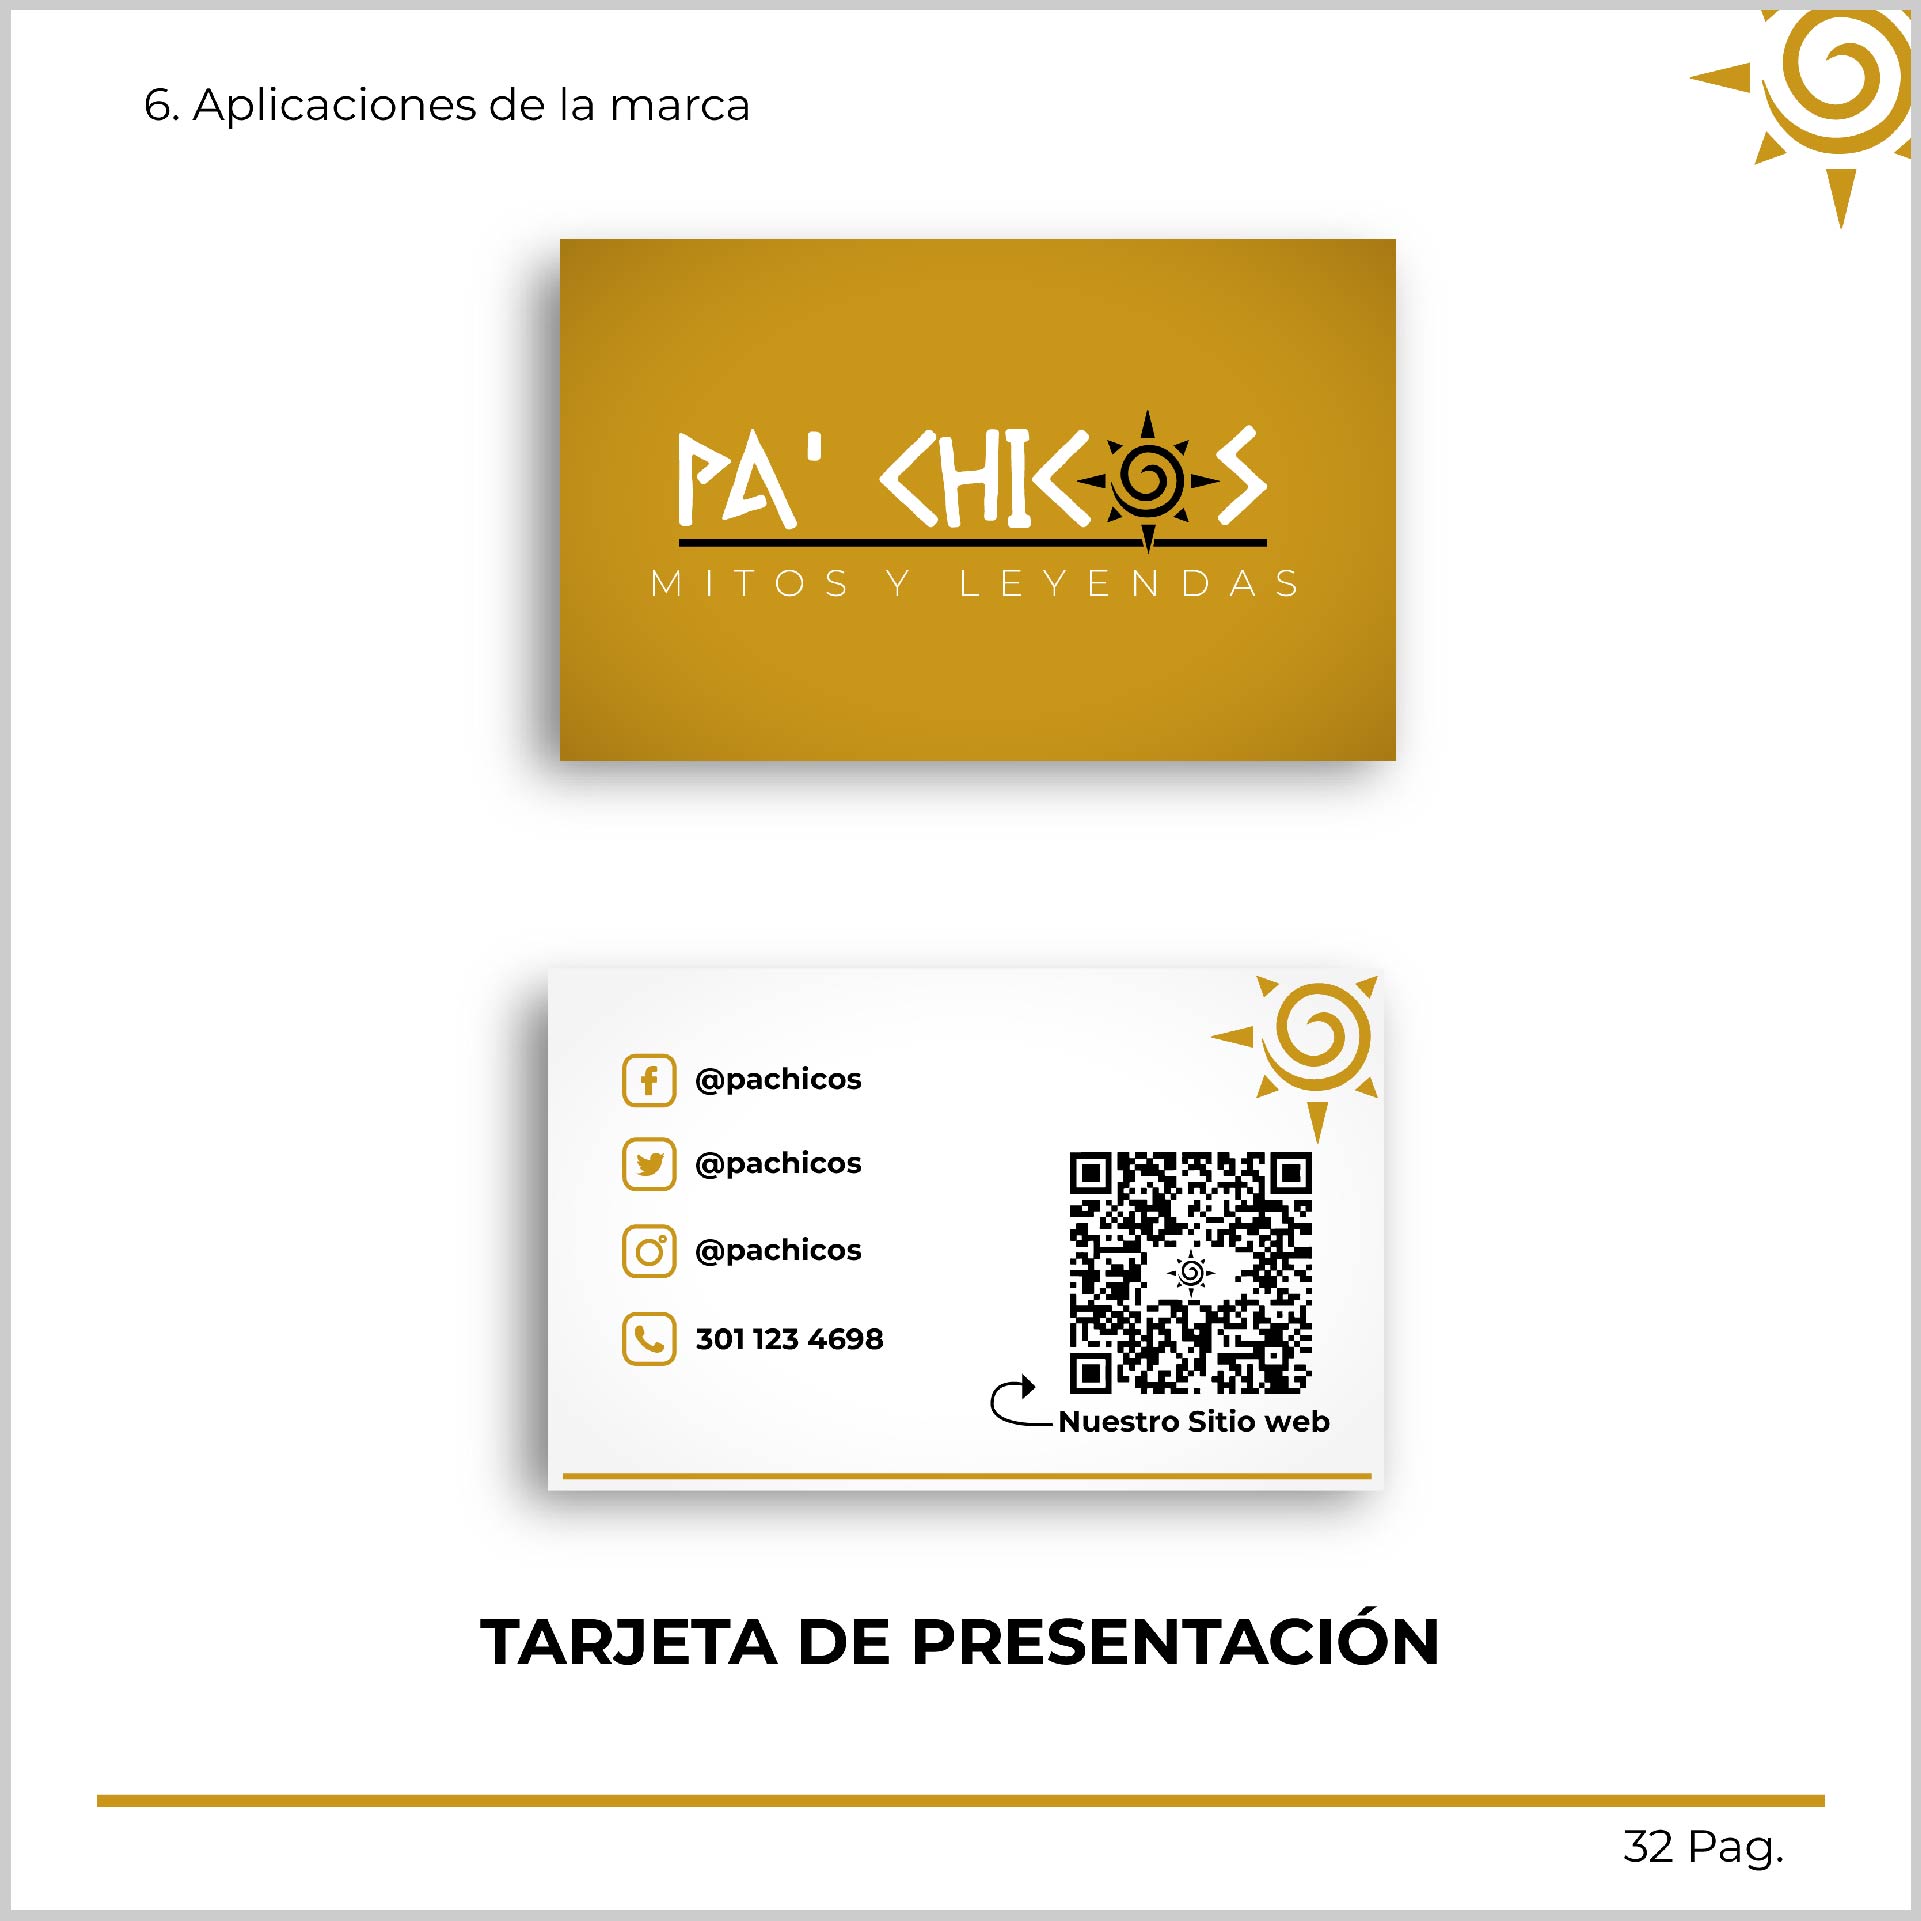 6. Aplicaciones de la marca
PA' CHICOS
MITOS Y LEYENDAS
@pachicos
@pachicos
@pachicos
301 123 4698
Nuestro Sitio web
TARJETA DE PRESENTACIÓN
32 Pag.